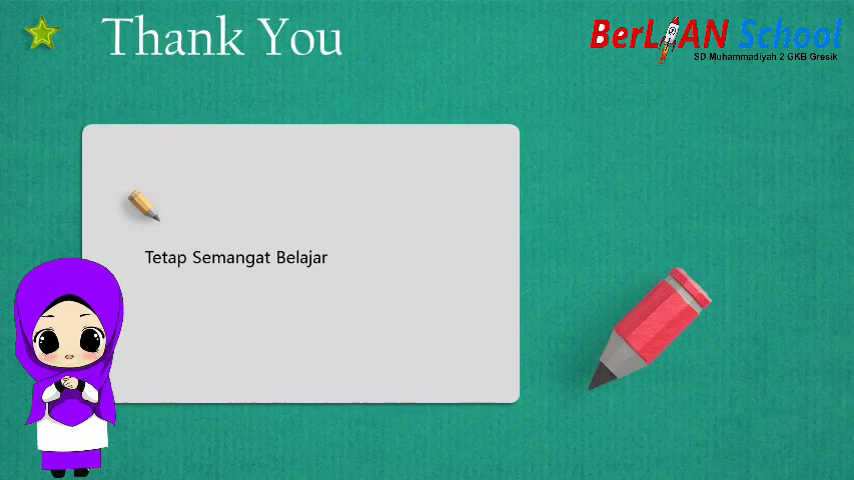 Thank You
BerLIAN School
SD Muhammadiyah 2 GKB Gresik
Tetap Semangat Belajar